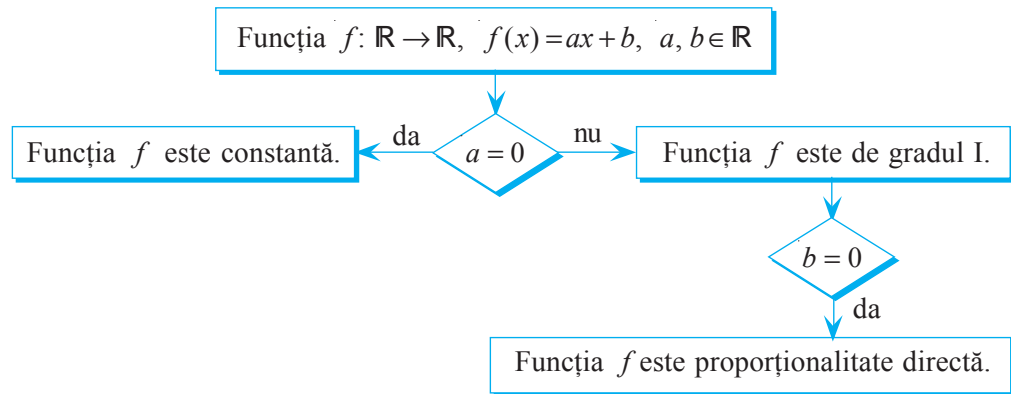 Funcția f: ℝ → ℝ, f(x) = ax + b, a, b ∈ ℝ
Funcția f este constantă.
da
a = 0
nu
Funcția f este de gradul I.
b = 0
da
Funcția f este proporționalitate directă.